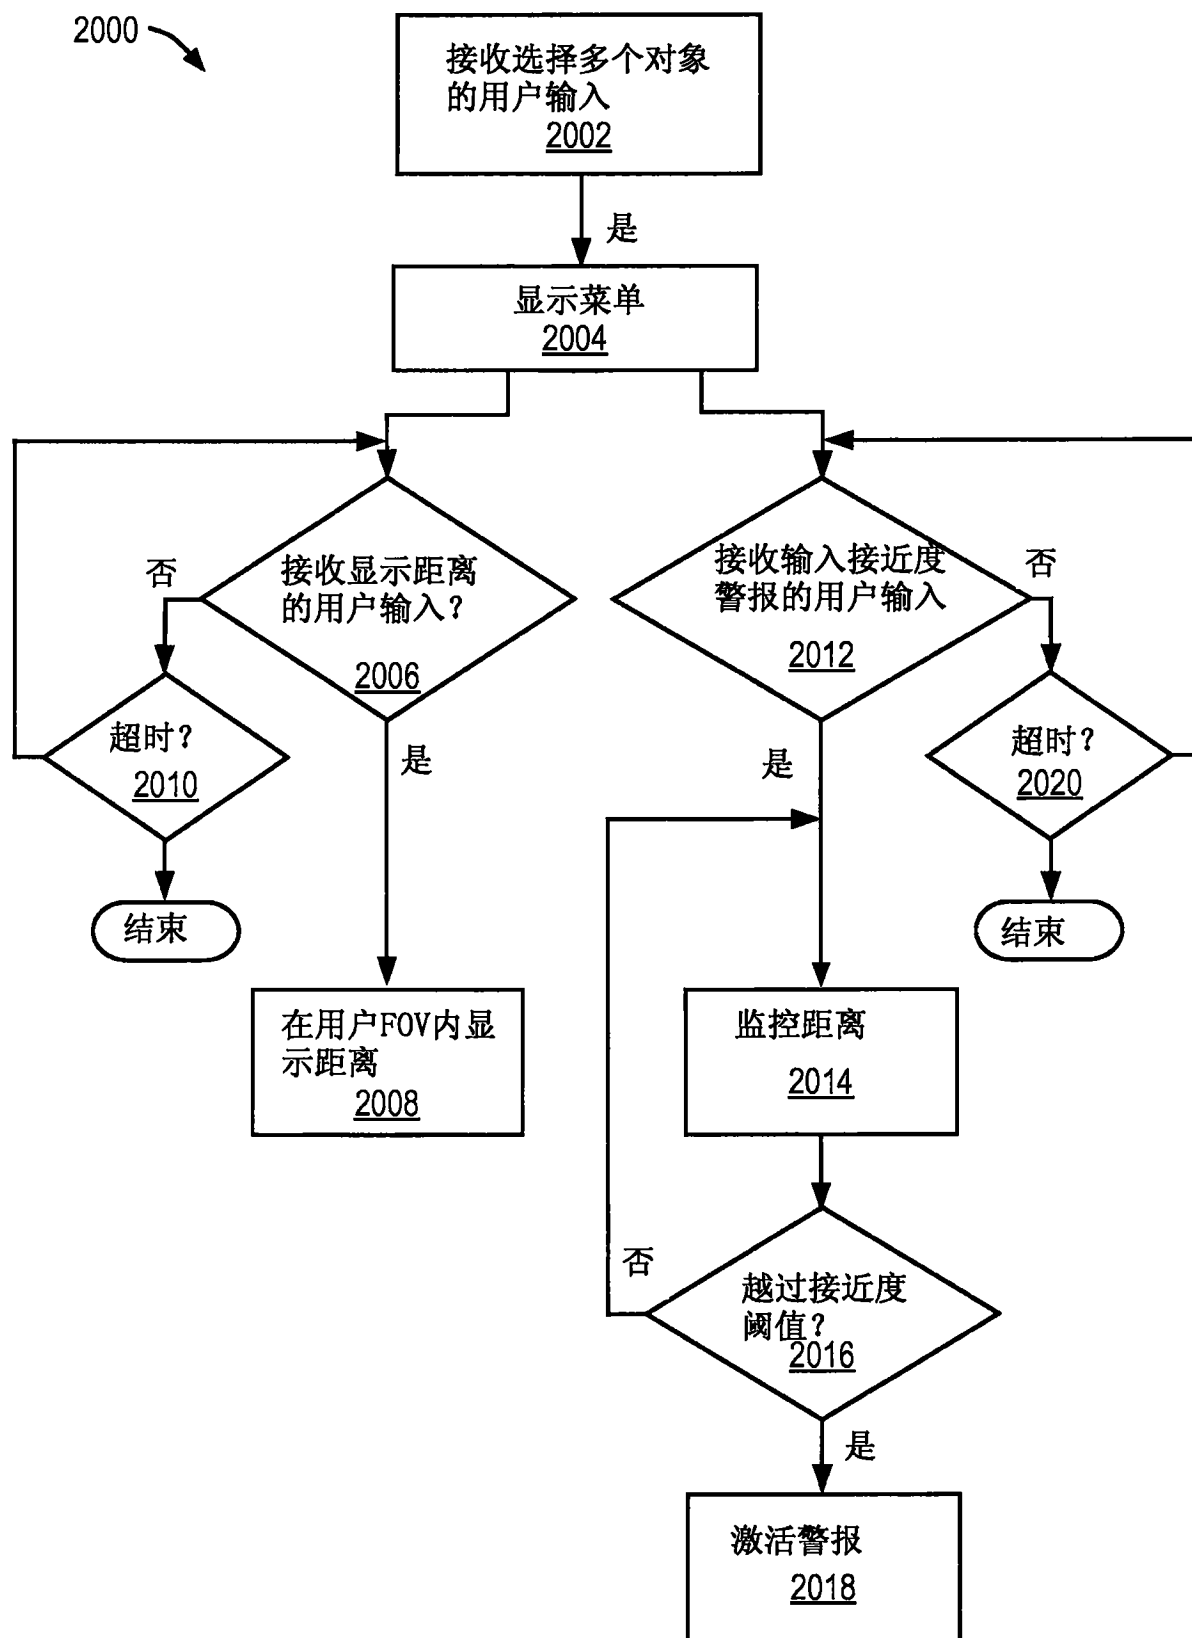 2000
接收选择多个对象
的用户输入
2002
是
显示菜单
2004
否
接收显示距离
的用户输入?
2006
接收输入接近度
警报的用户输入
2012
否
超时?
2010
是
是
超时?
2020
结束
结束
在用户FOV内显
示距离
2008
监控距离
2014
否
越过接近度
阈值?
2016
是
激活警报
2018